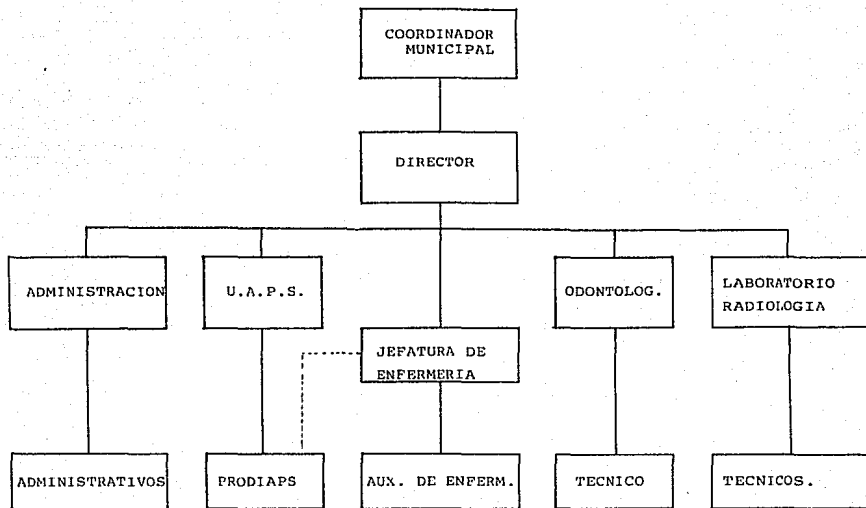 COORDINADOR
MUNICIPAL
DIRECTOR
ADMINISTRACION
U.A.P.S.
ODONTOLOG.
LABORATORIO
RADIOLOGIA
JEFATURA DE
ENFERMERIA
ADMINISTRATIVOS
PRODIAPS
AUX. DE ENFERM.
TECNICO
TECNICOS.